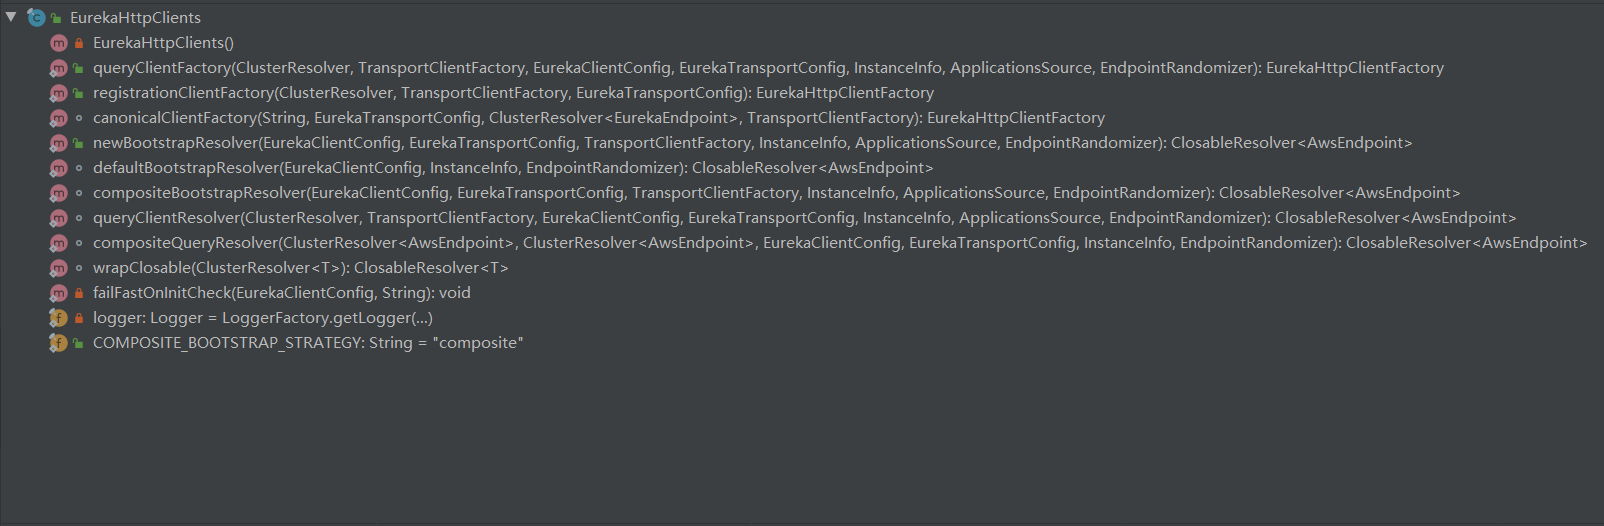 EurekaHttpClients
EurekaHttpClients()
queryClientFactory(ClusterResolver, TransportClientFactory, EurekaClientConfig, EurekaTransportConfig, InstanceInfo, ApplicationsSource, EndpointRandomizer): EurekaHttpClientFactory
registrationClientFactory(ClusterResolver, TransportClientFactory, EurekaTransportConfig): EurekaHttpClientFactory
canonicalClientFactory(String, EurekaTransportConfig, ClusterResolver<EurekaEndpoint>, TransportClientFactory): EurekaHttpClientFactory
newBootstrapResolver(EurekaClientConfig, EurekaTransportConfig, TransportClientFactory, InstanceInfo, ApplicationsSource, EndpointRandomizer): ClosableResolver<AwsEndpoint>
defaultBootstrapResolver(EurekaClientConfig, InstanceInfo, EndpointRandomizer): ClosableResolver<AwsEndpoint>
compositeBootstrapResolver(EurekaClientConfig, EurekaTransportConfig, TransportClientFactory, InstanceInfo, ApplicationsSource, EndpointRandomizer): ClosableResolver<AwsEndpoint>
queryClientResolver(ClusterResolver, TransportClientFactory, EurekaClientConfig, EurekaTransportConfig, InstanceInfo, ApplicationsSource, EndpointRandomizer): ClosableResolver<AwsEndpoint>
compositeQueryResolver(ClusterResolver<AwsEndpoint>, ClusterResolver<AwsEndpoint>, EurekaClientConfig, EurekaTransportConfig, InstanceInfo, EndpointRandomizer): ClosableResolver<AwsEndpoint>
wrapClosable(ClusterResolver<T>): ClosableResolver<T>
failFastOnInitCheck(EurekaClientConfig, String): void
logger: Logger = LoggerFactory.getLogger(...)
COMPOSITE_BOOTSTRAP_STRATEGY: String = "composite"